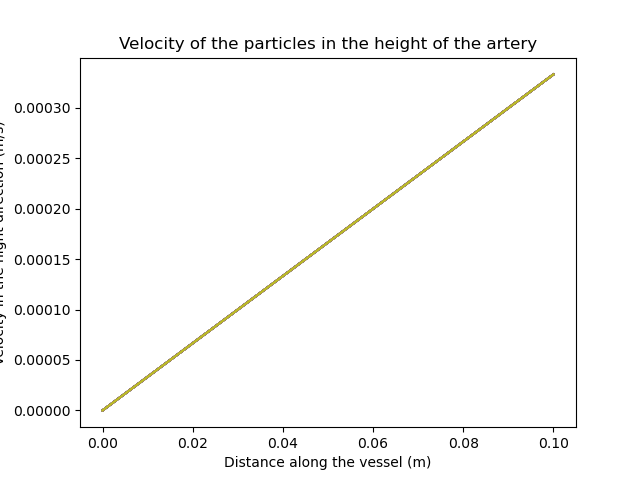 Velocity of the particles in the height of the artery
0.00030
0.00025
0.00020
0.00015
0.00010
0.00005
0.00000
0.00 0.02 0.04 0.06 0.08 0.10
Distance along the vessel (m)